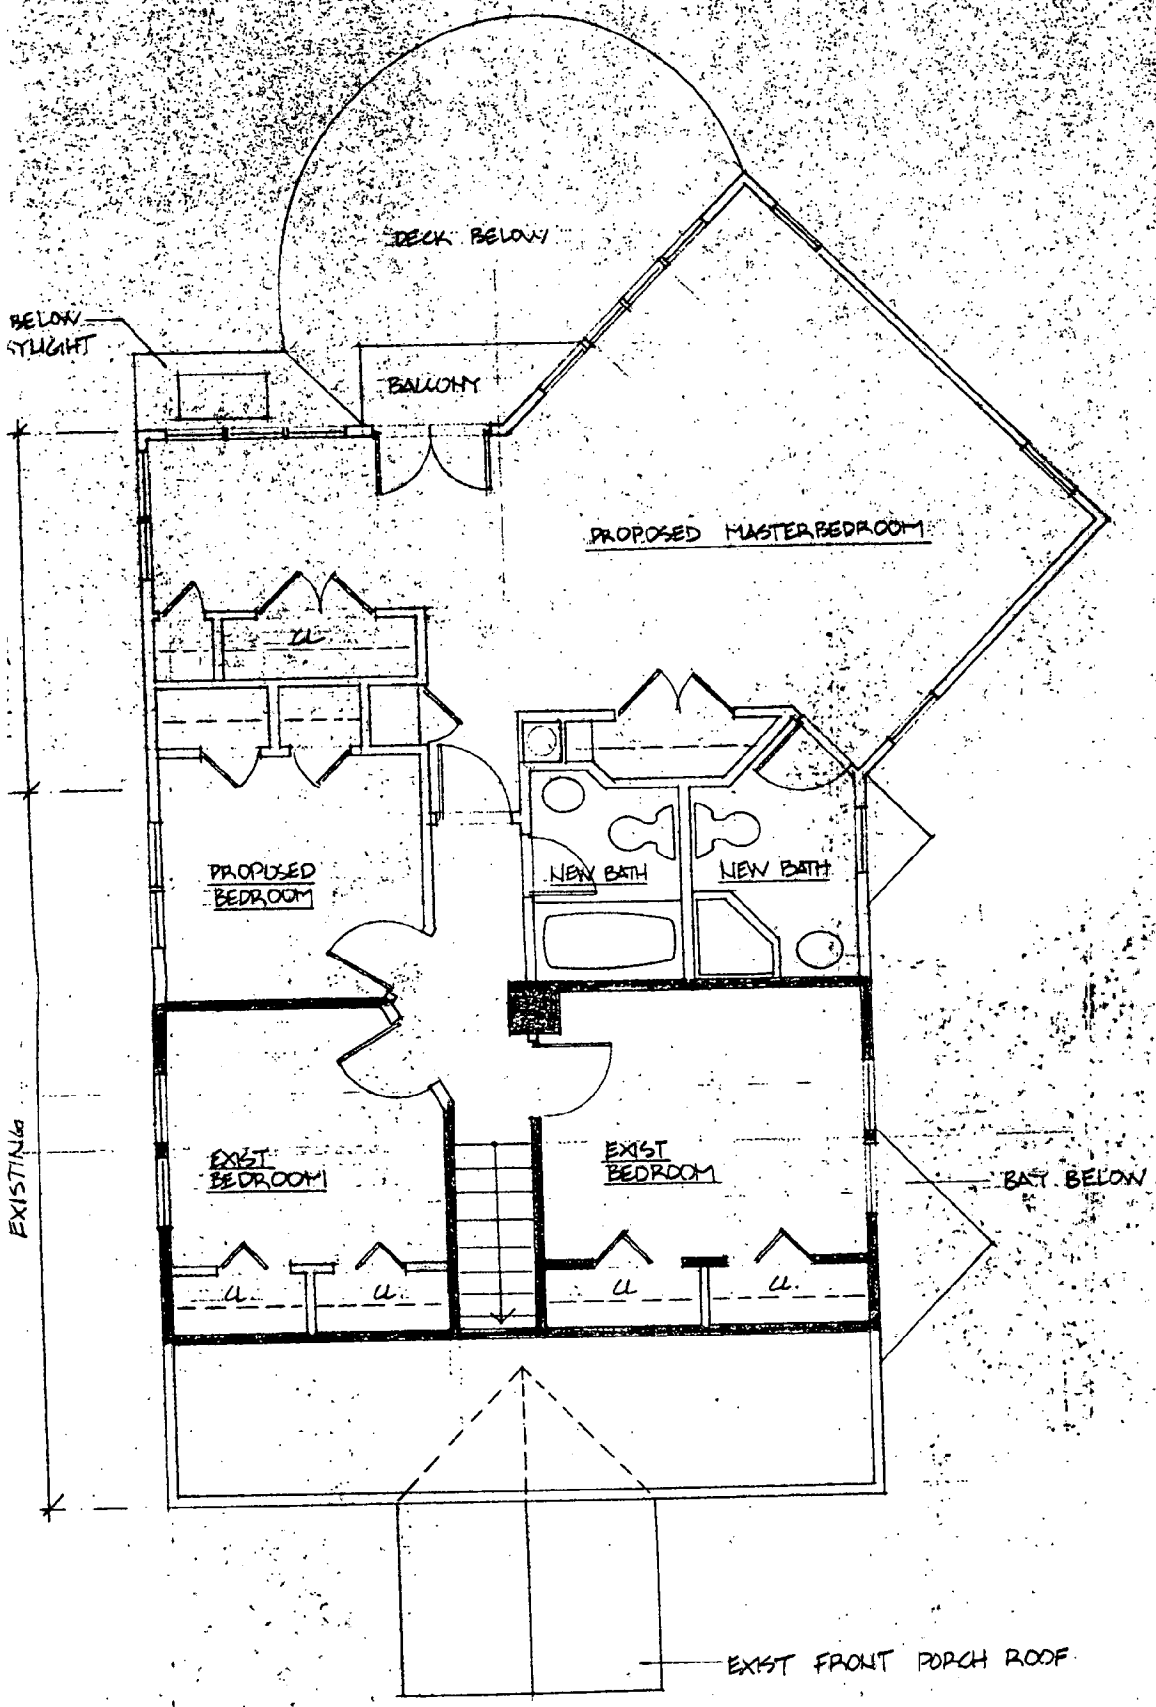 DECK BELOW
BELOW
BALCONY
PROPOSED MASTERBEDROOM
CL.
PROPOSED
BEDROOM
NEW BATH
NEW BATH
EXISTING
EXIST
BEDROOM
EXIST
BEDROOM
BAY BELOW
CL.
CL.
CL
CL.
EXIST FRONT PORCH ROOF